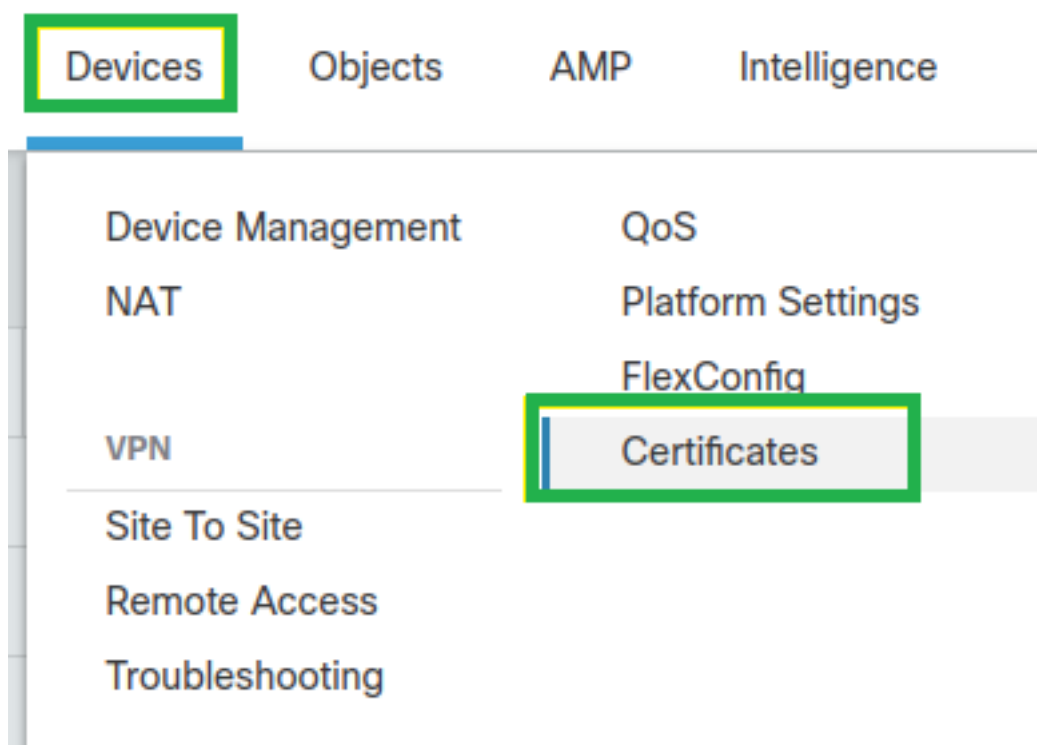 Devices Objects AMP Intelligence
Device Management
NAT
VPN
Site To Site
Remote Access
Troubleshooting
QoS
Platform Settings
FlexConfig
Certificates